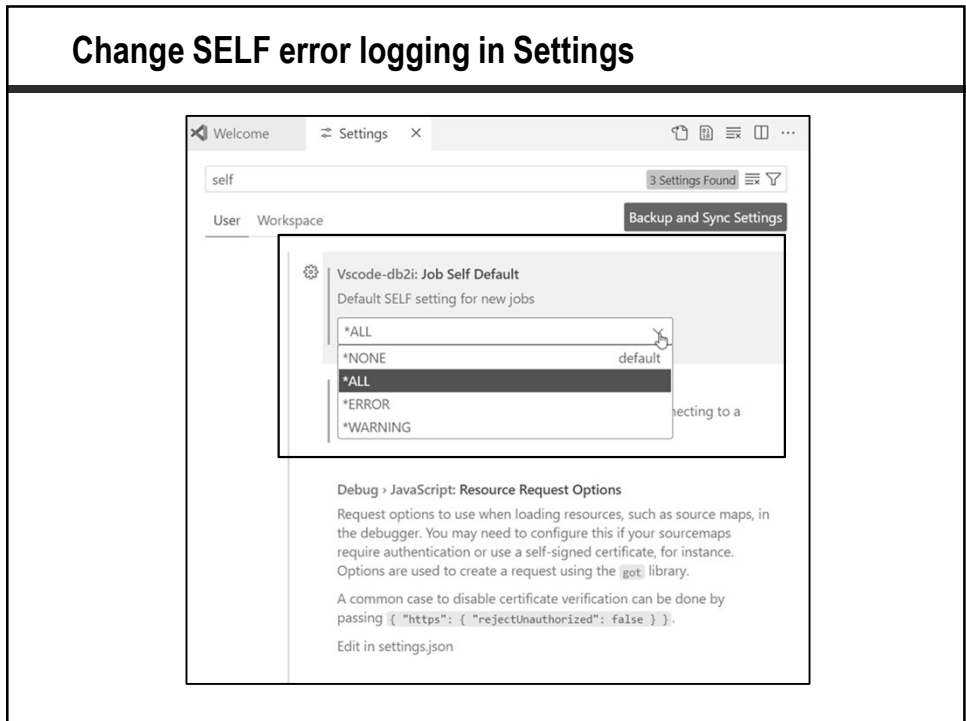 Change SELF error logging in Settings
Welcome Settings
self 3 Settings Found
User Workspace Backup and Sync Settings
Vscode-db2i: Job Self Default
Default SELF setting for new jobs
*ALL
*NONE default
*ALL
*ERROR
necting to a
*WARNING
Debug › JavaScript: Resource Request Options
Request options to use when loading resources, such as source maps, in
the debugger. You may need to configure this if your sourcemaps
require authentication or use a self-signed certificate, for instance.
Options are used to create a request using the got library.
A common case to disable certificate verification can be done by
passing { "https": { "rejectUnauthorized": false } }.
Edit in settings.json